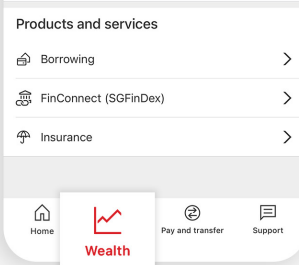 Products and services
Borrowing
FinConnect (SGFinDex)
Insurance
Home
Wealth
Pay and transfer
Support